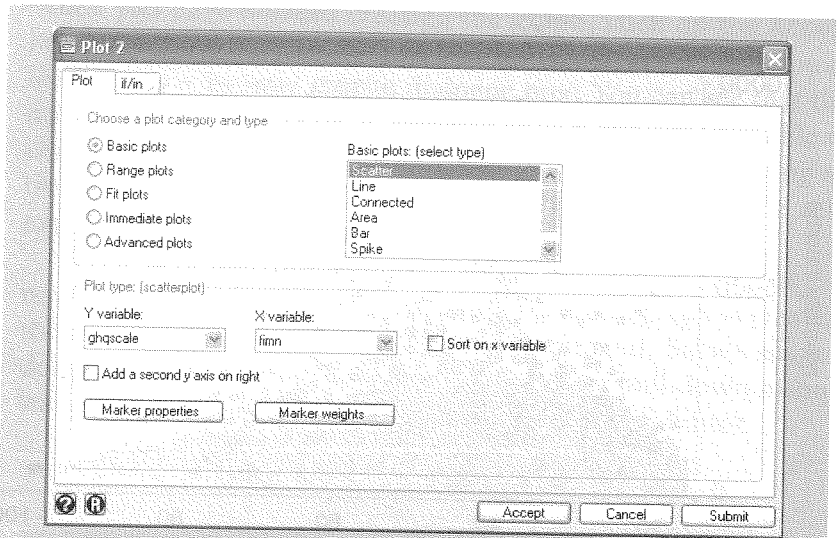 Plot 2
Plot if/in
Choose a plot category and type
Basic plots
Range plots
Fit plots
Immediate plots
Advanced plots
Basic plots: (select type)
Scatter
Line
Connected
Area
Bar
Spike
Plot type: (scatterplot)
Y variable:
ghqscale
X variable:
fimn
Sort on x variable
Add a second y axis on right
Marker properties
Marker weights
? R
Accept Cancel Submit